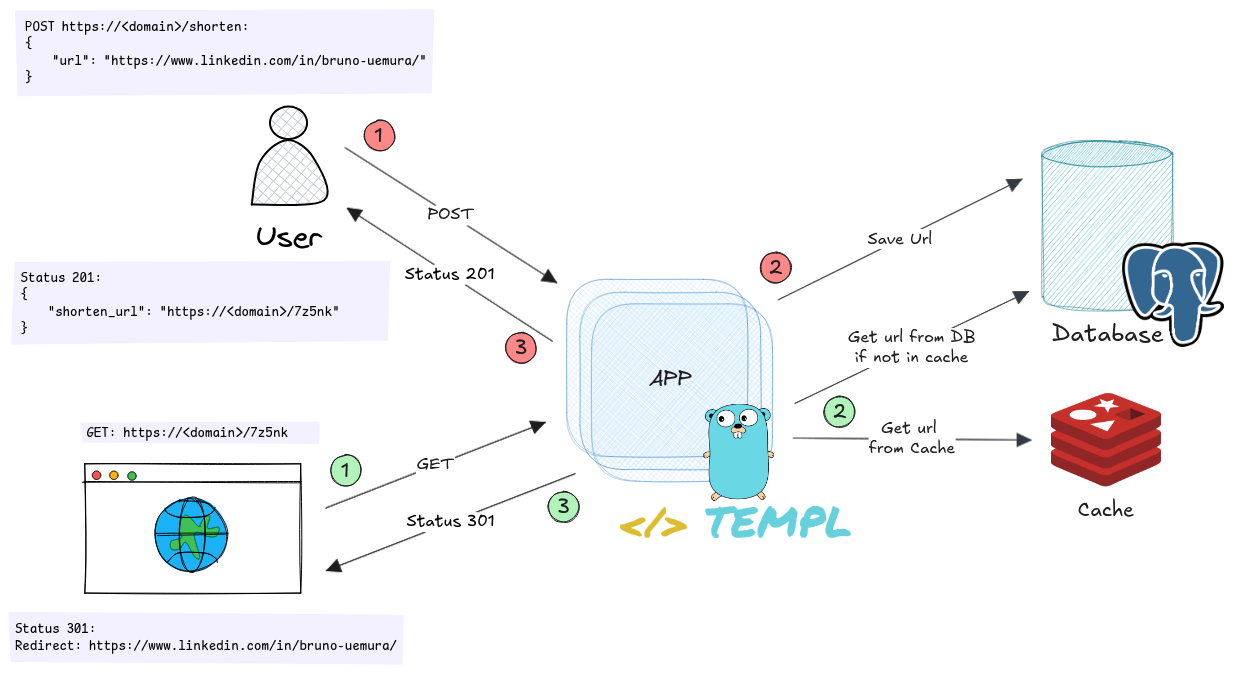 POST https://<domain>/shorten:
{
"url": "https://www.linkedin.com/in/bruno-uemura/"
}
1
POST
User
Status 201
Status 201:
{
"shorten_url": "https://<domain>/7z5nk"
}
3
2
Save Url
Get url from DB
if not in cache
Database
APP
2
Get url
from Cache
Cache
GET: https://<domain>/7z5nk
1
GET
3
Status 301
</> TEMPL
Status 301:
Redirect: https://www.linkedin.com/in/bruno-uemura/